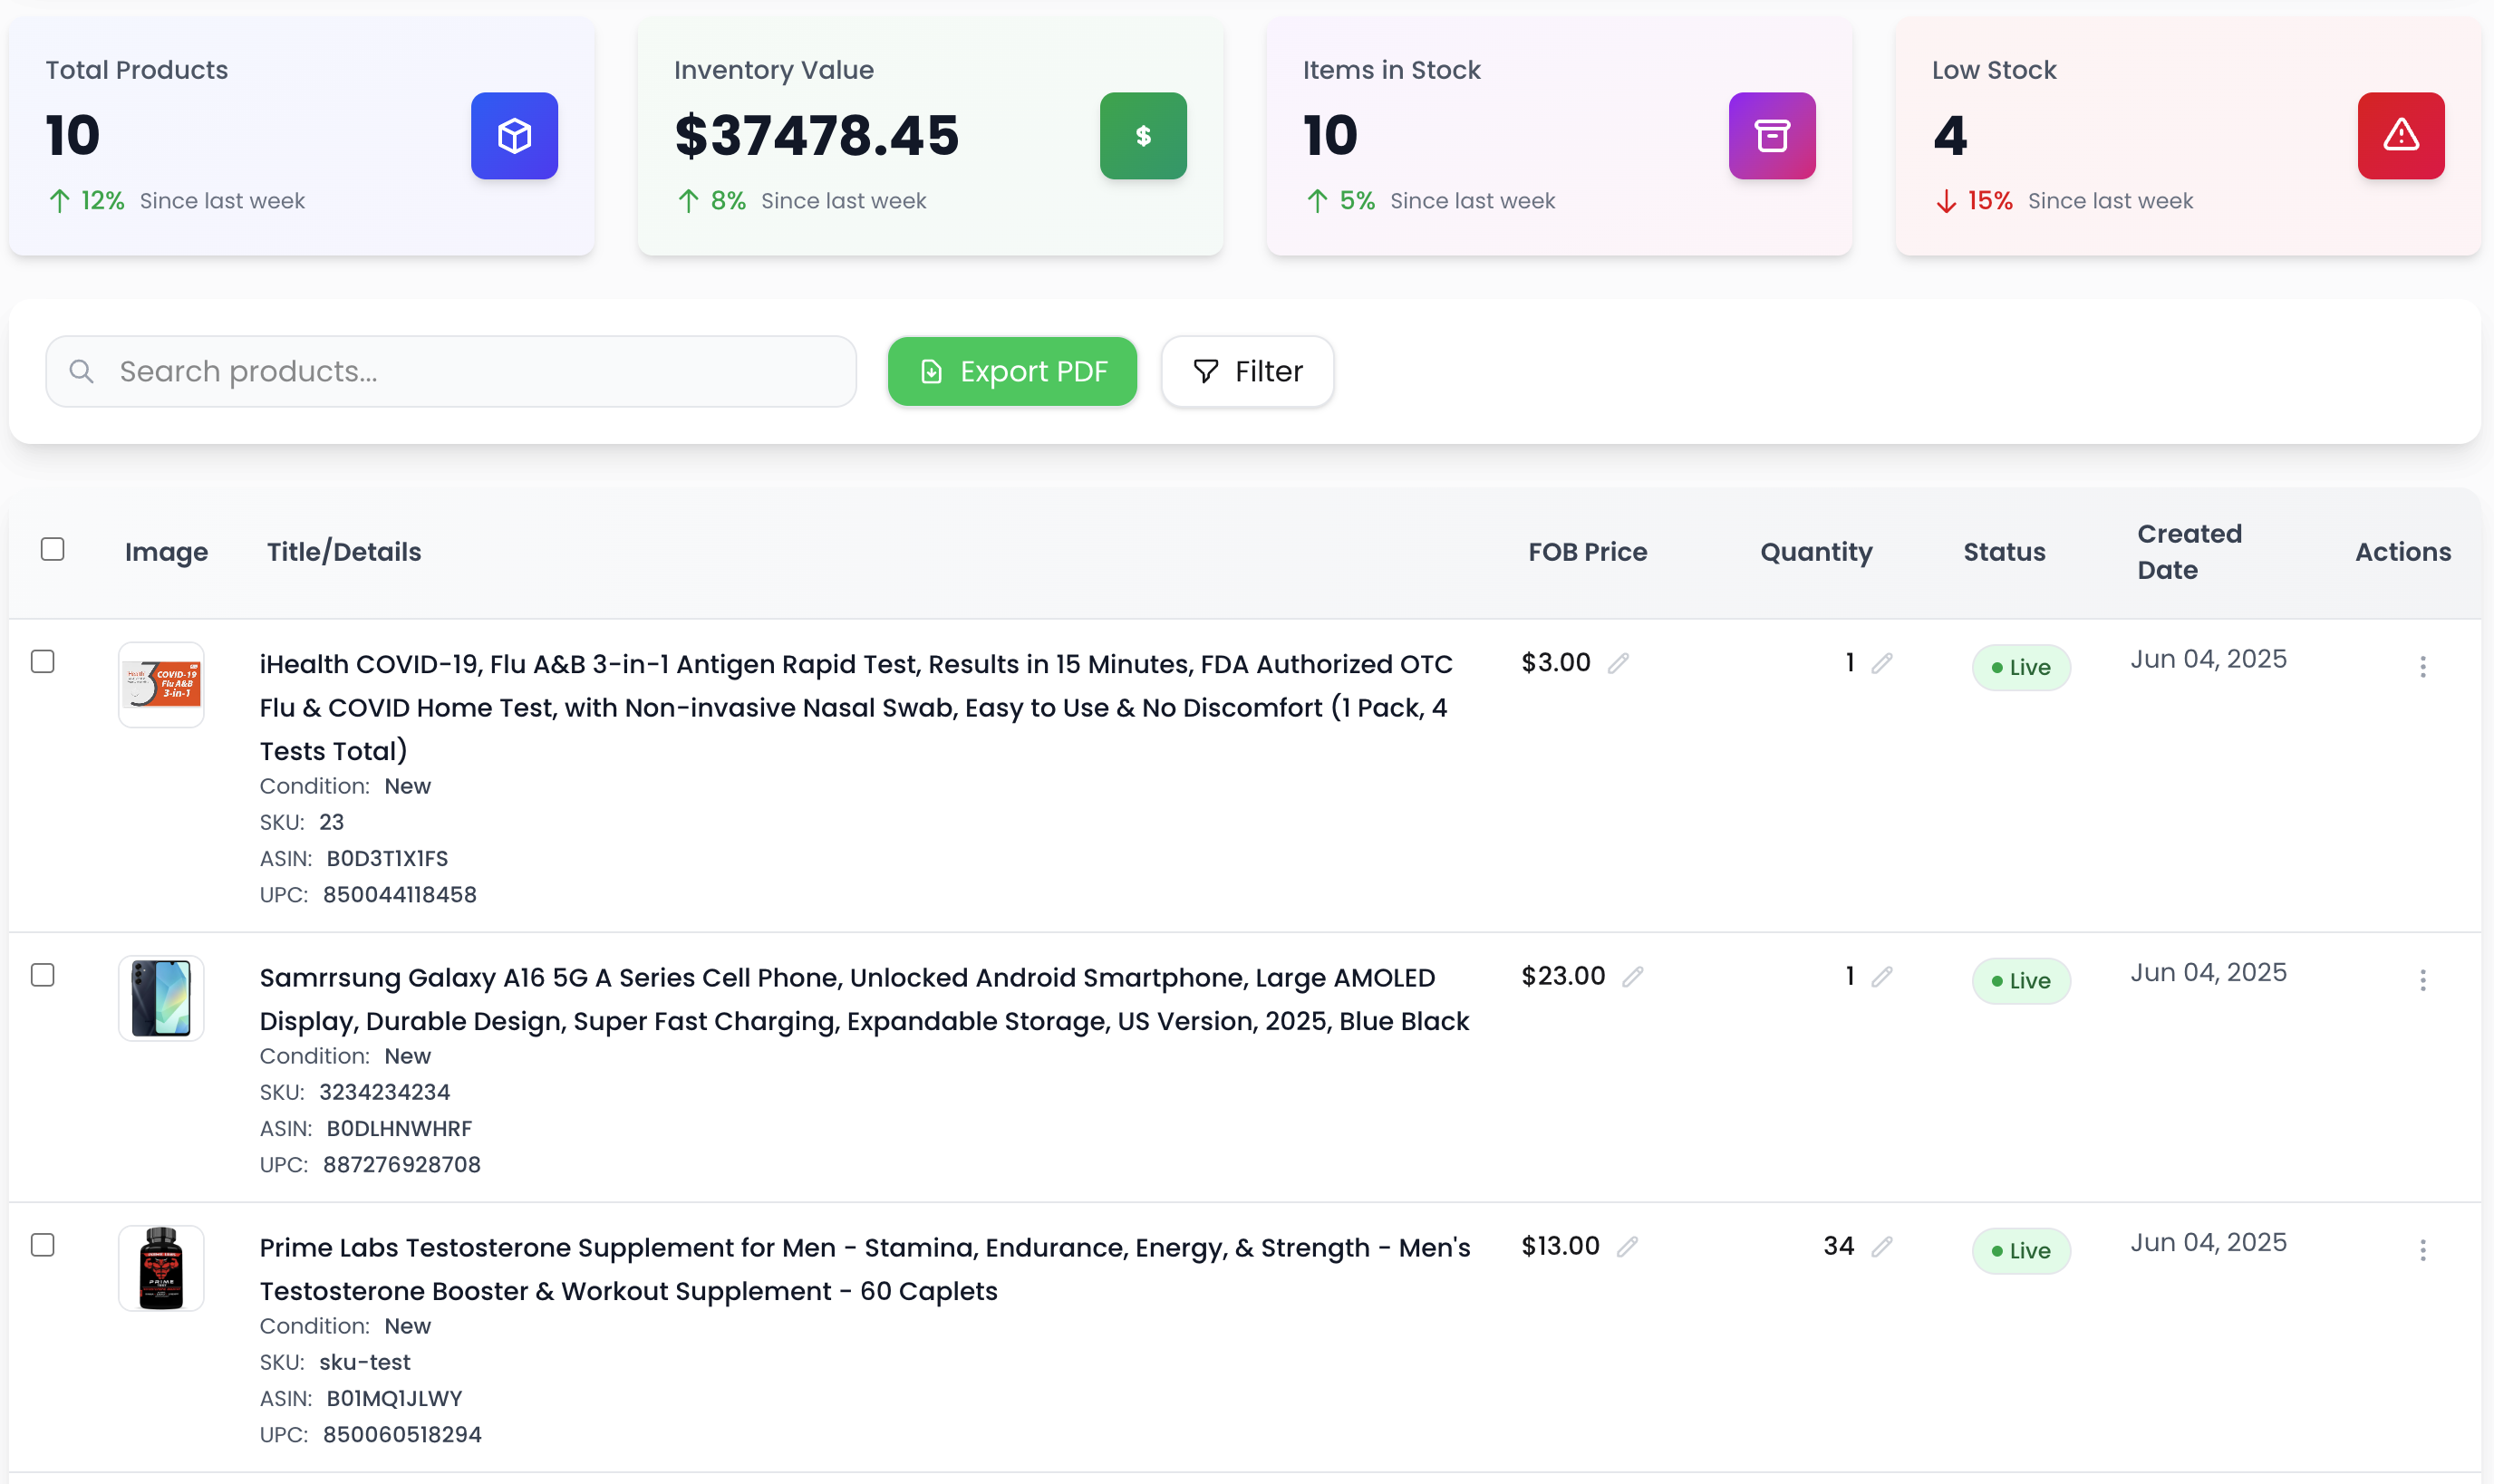 Total Products
10
12% Since last week
Inventory Value
$37478.45
$
8% Since last week
Items in Stock
10
5% Since last week
Low Stock
4
15% Since last week
Search products...
Export PDF
Filter
Image Title/Details FOB Price Quantity Status Created Date Actions
COVID-19
Flu A&B
3-in-1
iHealth COVID-19, Flu A&B 3-in-1 Antigen Rapid Test, Results in 15 Minutes, FDA Authorized OTC
Flu & COVID Home Test, with Non-invasive Nasal Swab, Easy to Use & No Discomfort (1 Pack, 4
Tests Total)
Condition: New
SKU: 23
ASIN: B0D3T1X1FS
UPC: 850044118458
$3.00
1
Live
Jun 04, 2025
Samrrsung Galaxy A16 5G A Series Cell Phone, Unlocked Android Smartphone, Large AMOLED
Display, Durable Design, Super Fast Charging, Expandable Storage, US Version, 2025, Blue Black
Condition: New
SKU: 3234234234
ASIN: B0DLHNWHRF
UPC: 887276928708
$23.00
1
Live
Jun 04, 2025
PRIME
Prime Labs Testosterone Supplement for Men - Stamina, Endurance, Energy, & Strength - Men's
Testosterone Booster & Workout Supplement - 60 Caplets
Condition: New
SKU: sku-test
ASIN: B01MQ1JLWY
UPC: 850060518294
$13.00
34
Live
Jun 04, 2025